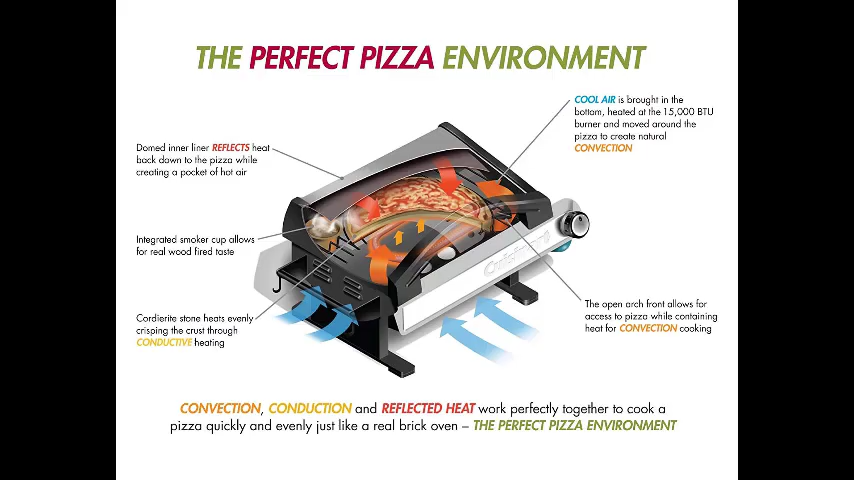 THE PERFECT PIZZA ENVIRONMENT
COOL AIR is brought in the
bottom, heated at the 15,000 BTU
burner and moved around the
pizza to create natural
CONVECTION
Domed inner liner REFLECTS heat
back down to the pizza while
creating a pocket of hot air
Integrated smoker cup allows
for real wood fired taste
Cuisinart
Cordierite stone heats evenly
crisping the crust through
CONDUCTIVE heating
The open arch front allows for
access to pizza while containing
heat for CONVECTION cooking
CONVECTION, CONDUCTION and REFLECTED HEAT work perfectly together to cook a
pizza quickly and evenly just like a real brick oven – THE PERFECT PIZZA ENVIRONMENT